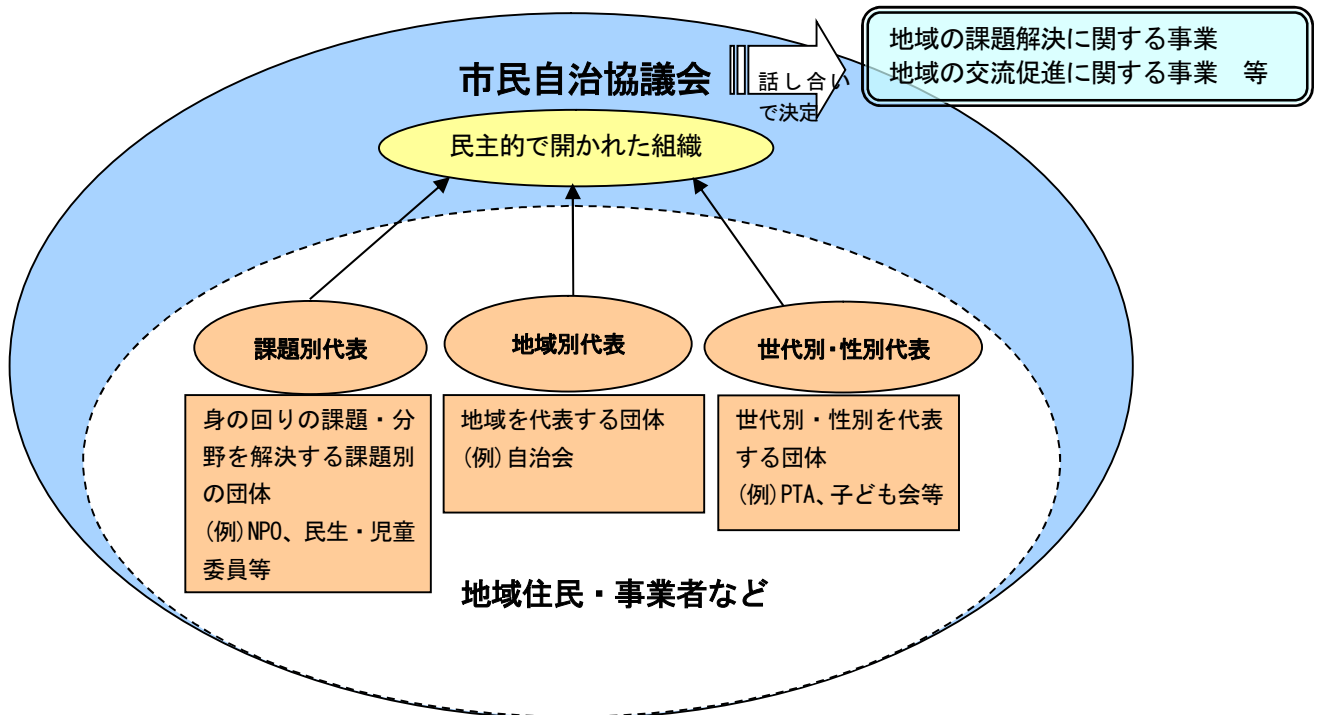 地域の課題解決に関する事業
地域の交流促進に関する事業　等
市民自治協議会
話し合い
で決定
民主的で開かれた組織
課題別代表
地域別代表
世代別・性別代表
身の回りの課題・分
野を解決する課題別
の団体
(例)NPO、民生・児童
委員等
地域を代表する団体
(例)自治会
世代別・性別を代表
する団体
(例)PTA、子ども会等
地域住民・事業者など